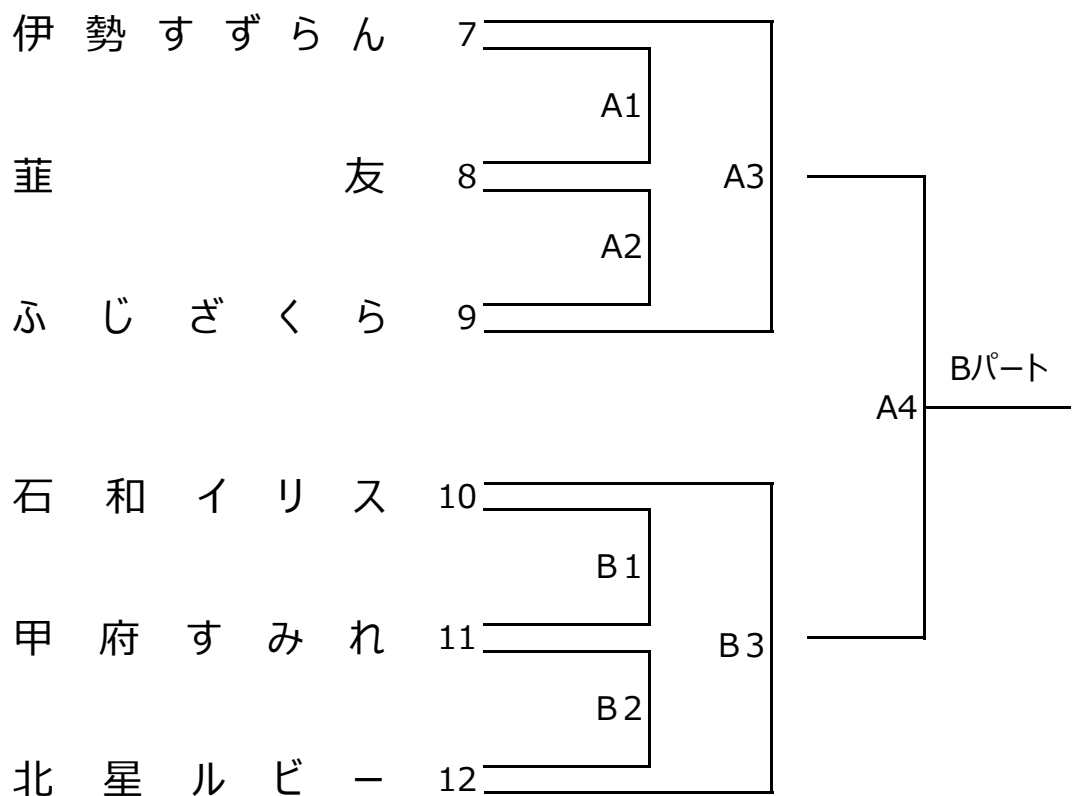 伊勢すずらん 7
A1
韮友 8 A3
A2
ふじざくら 9
Bパート
A4
石和イリス 10
B1
甲府すみれ 11 B3
B2
北星ルビー 12